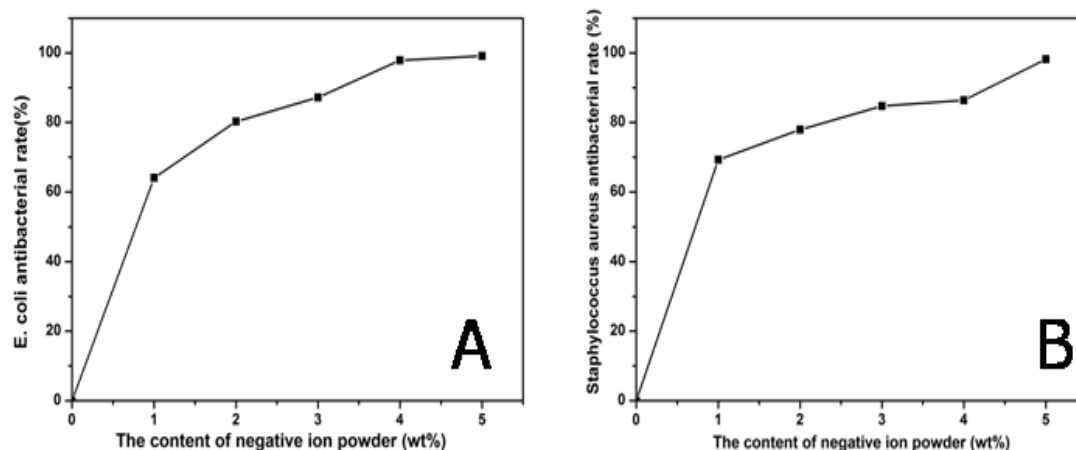 E. coli antibacterial rate(%)
100
80
60
40
20
0
0 1 2 3 4 5
The content of negative ion powder (wt%)
A
Staphylococcus aureus antibacterial rate (%)
100
80
60
40
20
0
0 1 2 3 4 5
The content of negative ion powder (wt%)
B